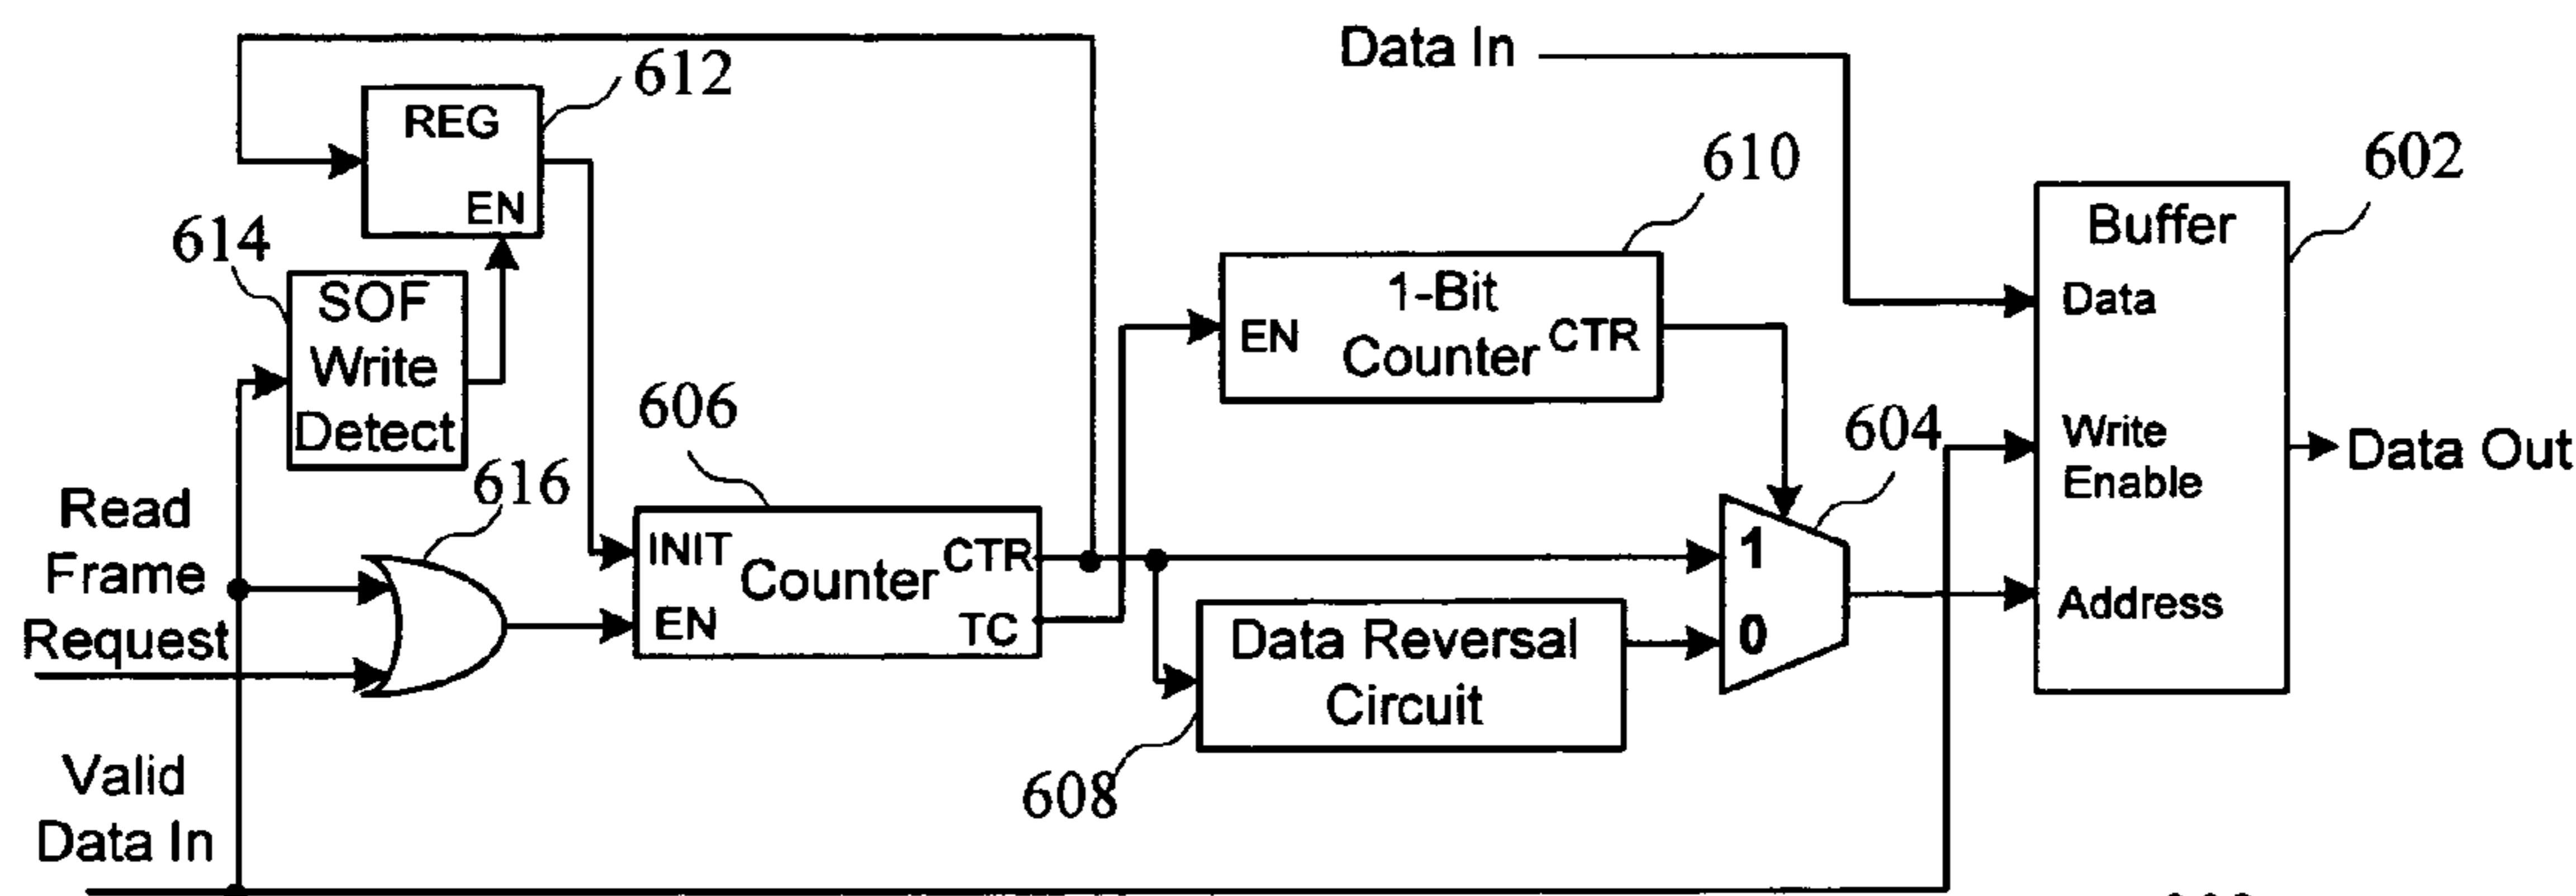 Data In
612
REG
EN
610
602
Buffer
Data
Write
Enable
Address
Data Out
614
SOF
Write
Detect
1-Bit
Counter
EN
CTR
606
604
616
Read
Frame
Request
INIT
EN
Counter
CTR
TC
1
0
Data Reversal
Circuit
608
Valid
Data In